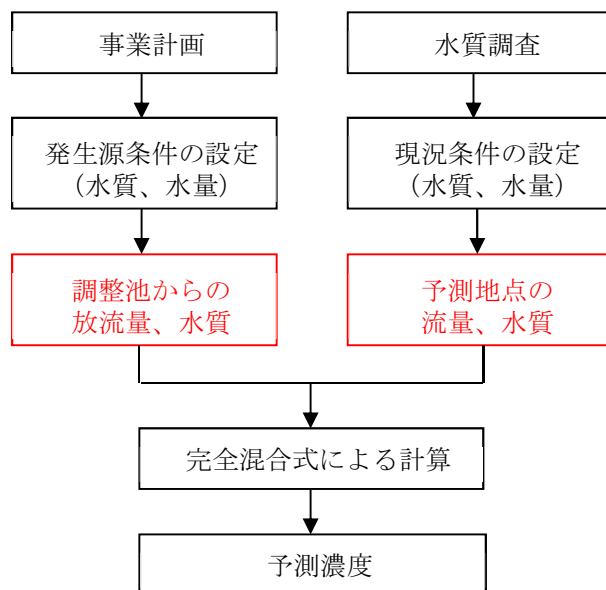 事業計画
水質調査
発生源条件の設定
（水質、水量）
現況条件の設定
（水質、水量）
調整池からの
放流量、水質
予測地点の
流量、水質
完全混合式による計算
予測濃度